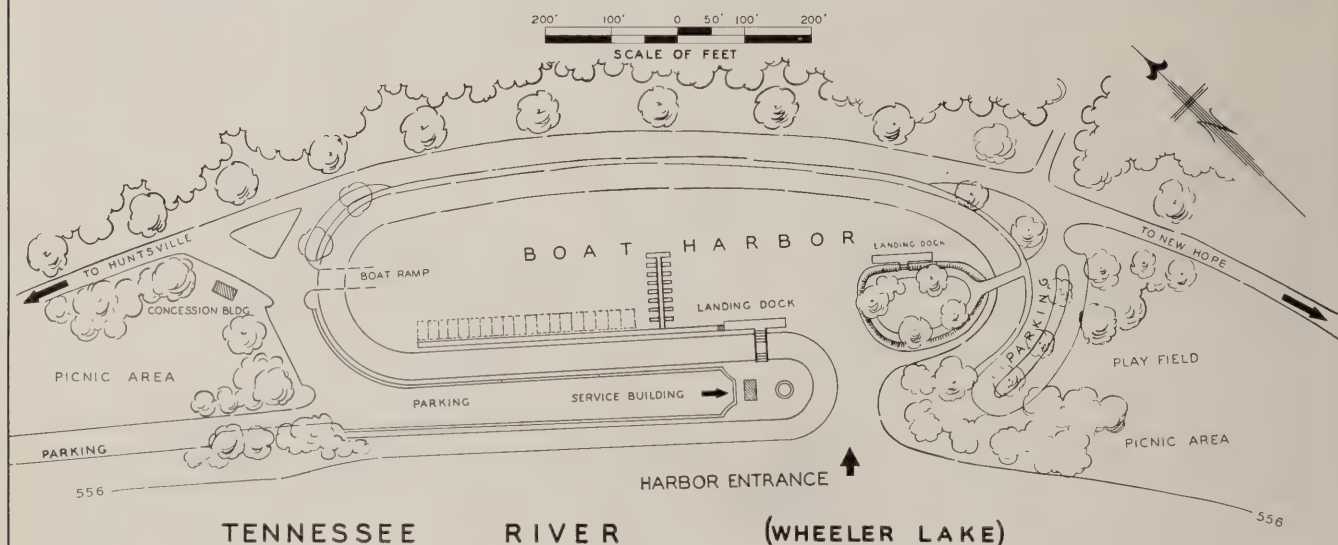 200' 100' 0 50' 100' 200'
SCALE OF FEET
TO HUNTSVILLE
BOAT HARBOR
LANDING DOCK
TO NEW HOPE
BOAT RAMP
CONCESSION BLDG.
LANDING DOCK
PARKING
PICNIC AREA
PLAY FIELD
PARKING
SERVICE BUILDING
PICNIC AREA
PARKING
HARBOR ENTRANCE
556
556
TENNESSEE RIVER (WHEELER LAKE)